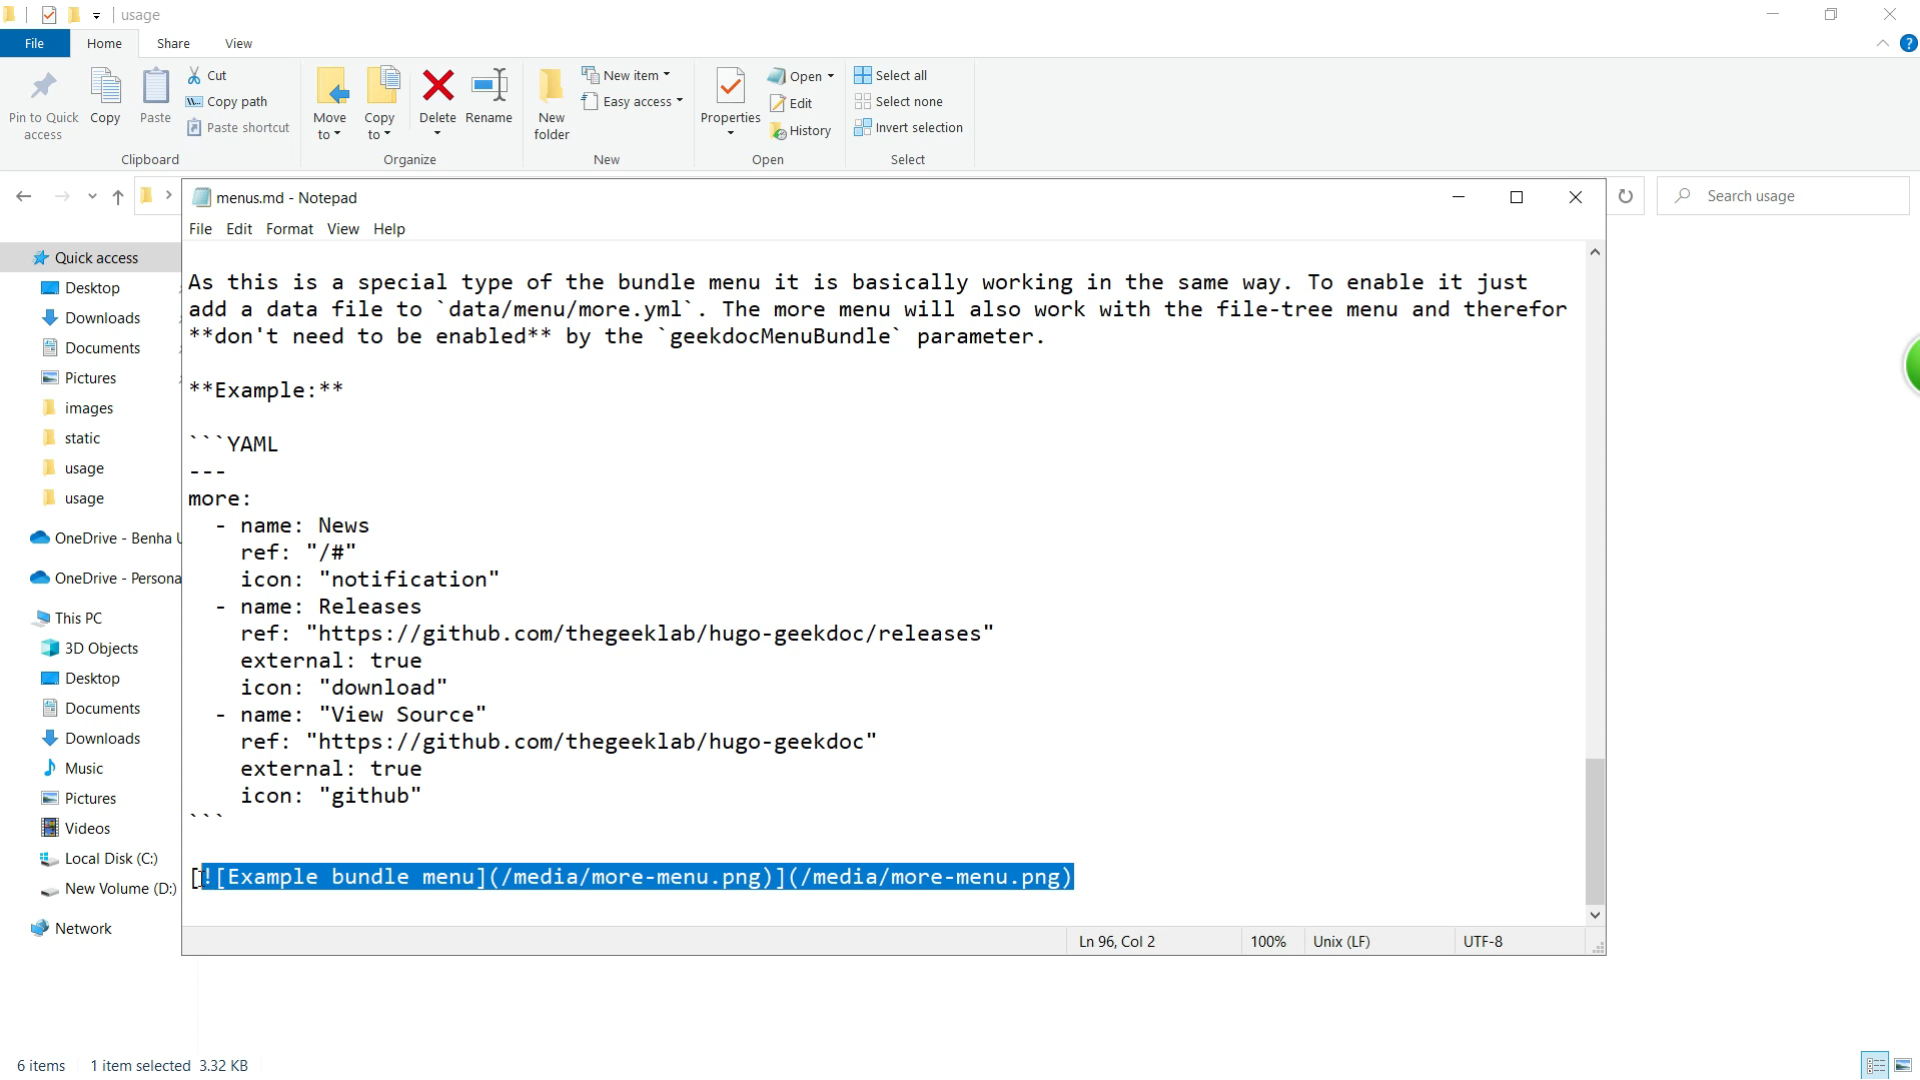 usage
File
Home
Share
View
Pin to Quick access
Copy
Paste
Cut
Copy path
Paste shortcut
Clipboard
Move to
Copy to
Delete
Rename
Organize
New folder
New item
Easy access
New
Properties
Open
Edit
History
Open
Select all
Select none
Invert selection
Select
Search usage
Quick access
Desktop
Downloads
Documents
Pictures
images
static
usage
usage
OneDrive - Benha U
OneDrive - Persona
This PC
3D Objects
Desktop
Documents
Downloads
Music
Pictures
Videos
Local Disk (C:)
New Volume (D:)
Network
menus.md - Notepad
File Edit Format View Help
As this is a special type of the bundle menu it is basically working in the same way. To enable it just
add a data file to `data/menu/more.yml`. The more menu will also work with the file-tree menu and therefor
**don't need to be enabled** by the `geekdocMenuBundle` parameter.
**Example:**
```YAML
---
more:
  - name: News
    ref: "/#"
    icon: "notification"
  - name: Releases
    ref: "https://github.com/thegeeklab/hugo-geekdoc/releases"
    external: true
    icon: "download"
  - name: "View Source"
    ref: "https://github.com/thegeeklab/hugo-geekdoc"
    external: true
    icon: "github"
```
[![Example bundle menu](/media/more-menu.png)](/media/more-menu.png)
Ln 96, Col 2
100%
Unix (LF)
UTF-8
6 items
1 item selected 3.32 KB